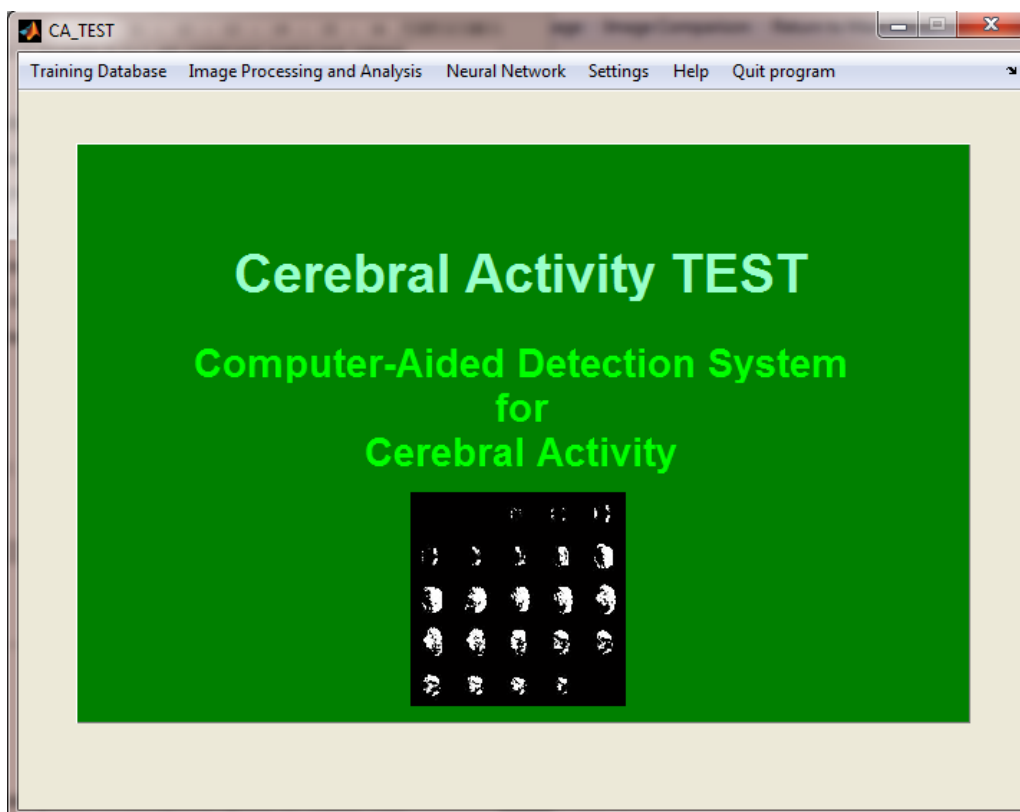 CA_TEST
Training Database Image Processing and Analysis Neural Network Settings Help Quit program
Cerebral Activity TEST
Computer-Aided Detection System
for
Cerebral Activity